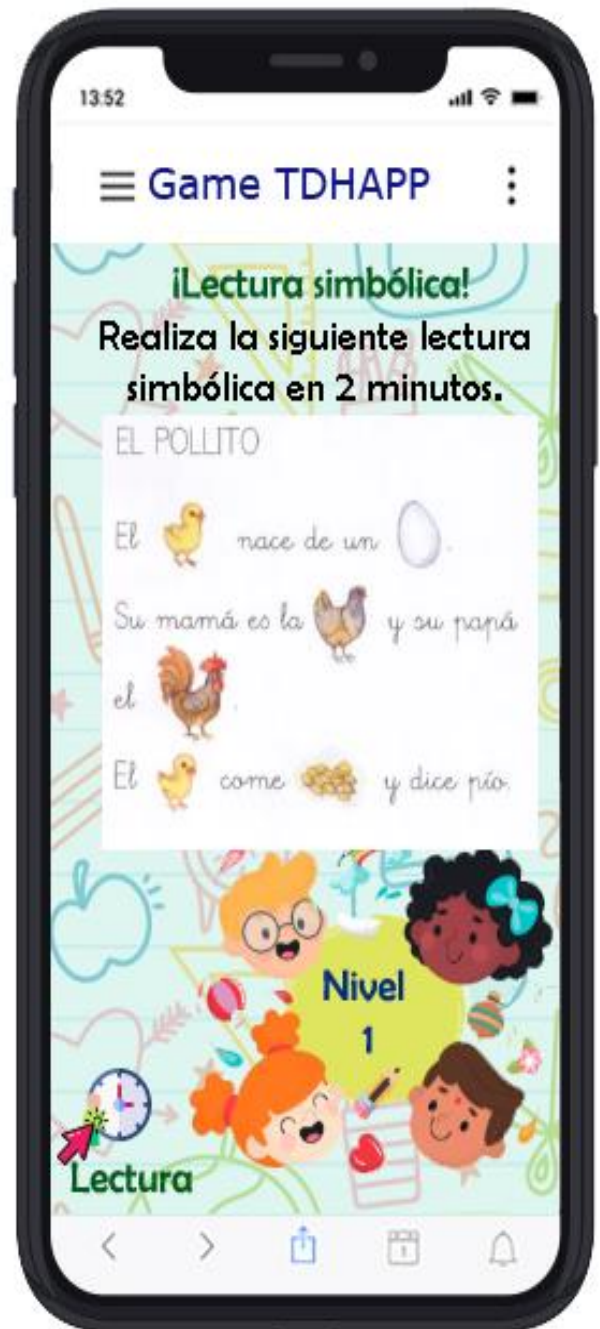 13:52
Game TDHAPP
¡Lectura simbólica!
Realiza la siguiente lectura
simbólica en 2 minutos.
EL POLLITO
El nace de un .
Su mamá es la y su papá
el .
El come y dice pío.
Nivel
1
Lectura
1